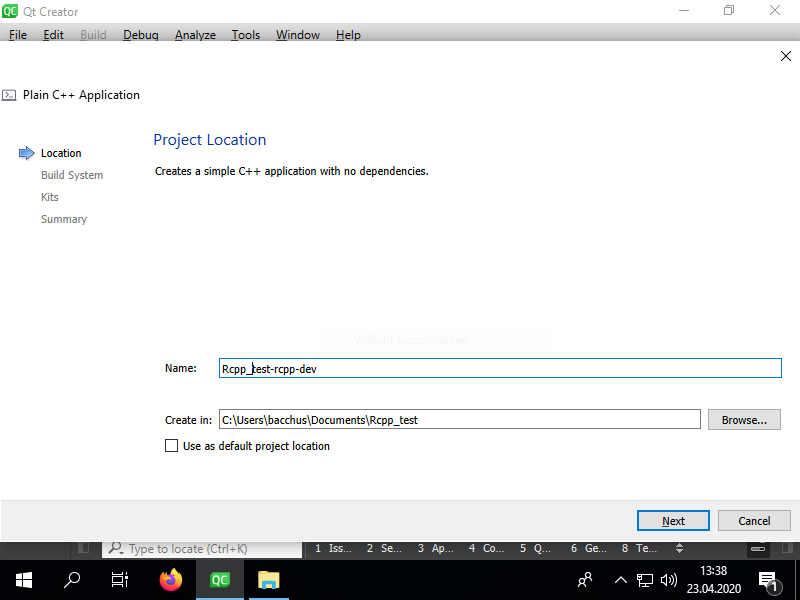 QC Qt Creator
File Edit Build Debug Analyze Tools Window Help
Plain C++ Application
Location
Build System
Kits
Summary
Project Location
Creates a simple C++ application with no dependencies.
Vollbild ausschneiden
Name: Rcpp_test-rcpp-dev
Create in: C:\Users\bacchus\Documents\Rcpp_test Browse...
Use as default project location
Next Cancel
Type to locate (Ctrl+K) 1 Iss... 2 Se... 3 Ap... 4 Co... 5 Q... 6 Ge... 8 Te...
QC
13:38
23.04.2020
1